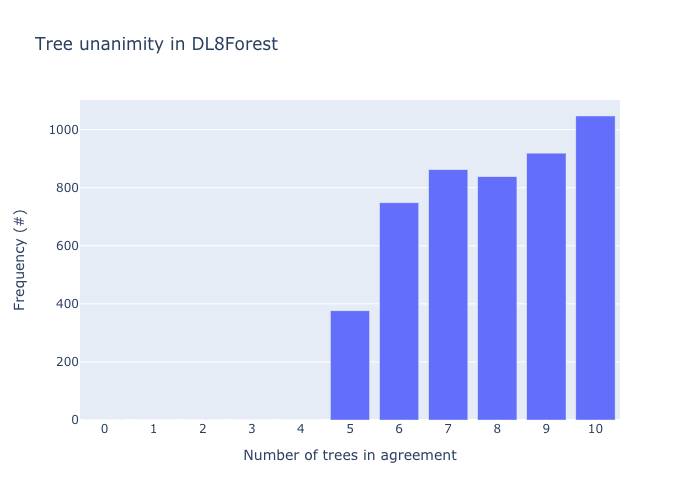 Tree unanimity in DL8Forest
Frequency (#)
1000
800
600
400
200
0
0 1 2 3 4 5 6 7 8 9 10
Number of trees in agreement